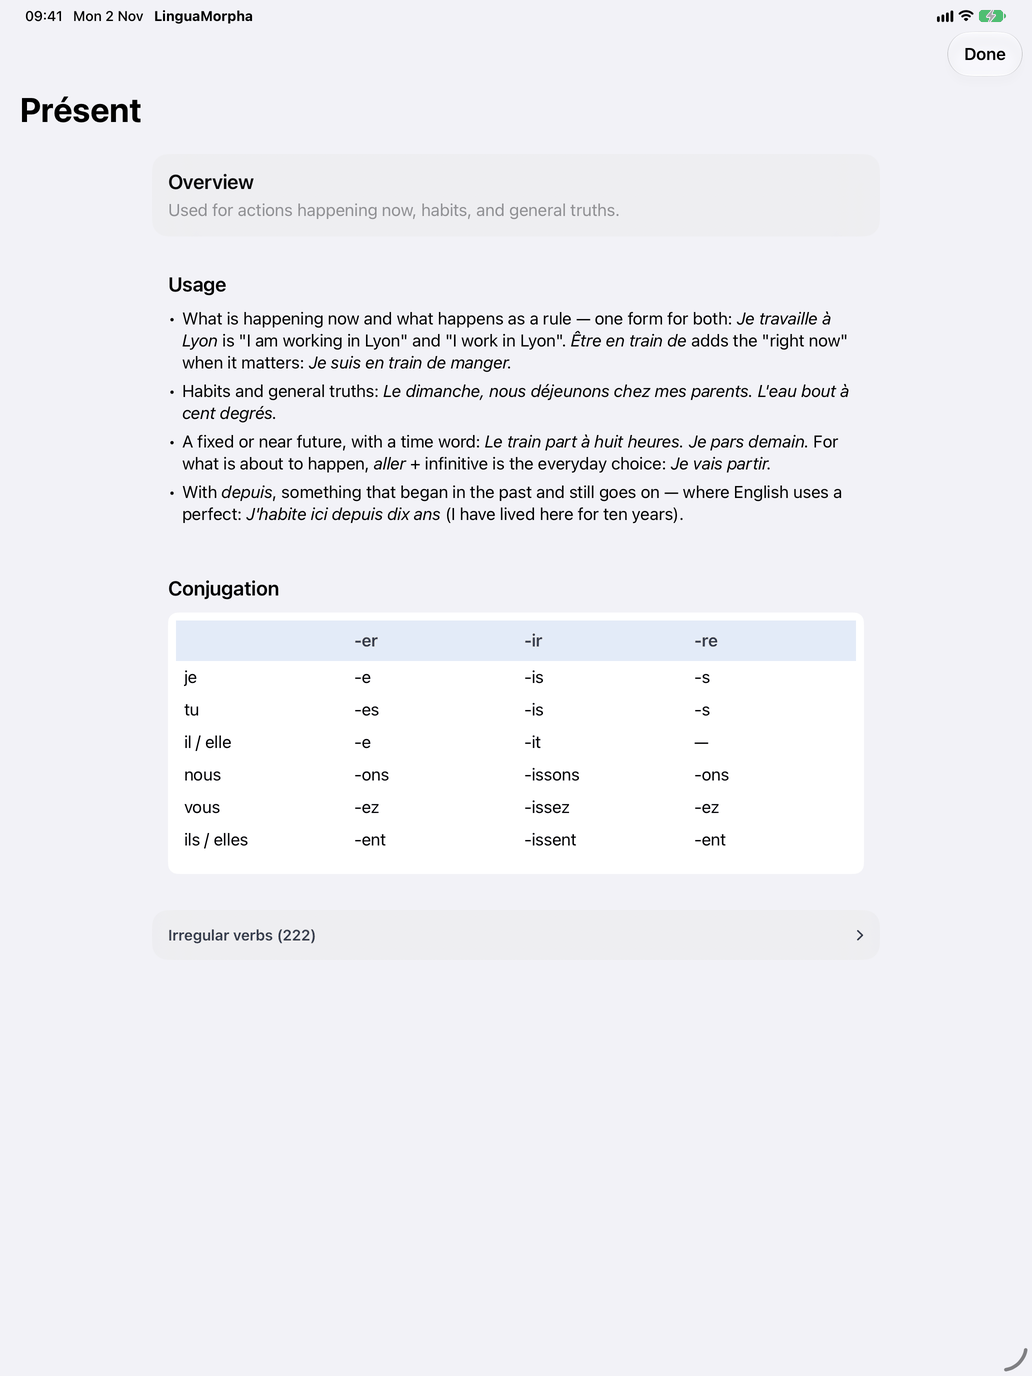 09:41 Mon 2 Nov LinguaMorpha
Done
Présent
Overview
Used for actions happening now, habits, and general truths.
Usage
• What is happening now and what happens as a rule — one form for both: Je travaille à
Lyon is "I am working in Lyon" and "I work in Lyon". Être en train de adds the "right now"
when it matters: Je suis en train de manger.
• Habits and general truths: Le dimanche, nous déjeunons chez mes parents. L'eau bout à
cent degrés.
• A fixed or near future, with a time word: Le train part à huit heures. Je pars demain. For
what is about to happen, aller + infinitive is the everyday choice: Je vais partir.
• With depuis, something that began in the past and still goes on — where English uses a
perfect: J'habite ici depuis dix ans (I have lived here for ten years).
Conjugation
-er -ir -re
je -e -is -s
tu -es -is -s
il / elle -e -it —
nous -ons -issons -ons
vous -ez -issez -ez
ils / elles -ent -issent -ent
Irregular verbs (222)